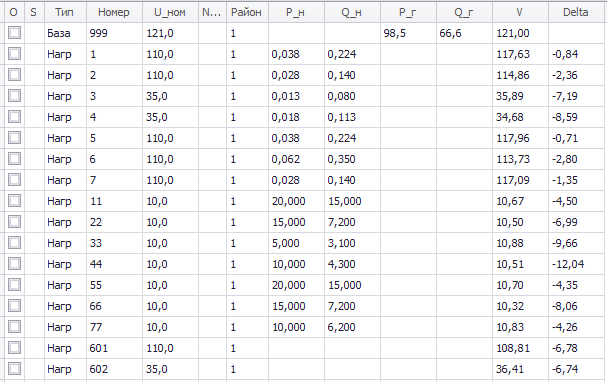 O S Тип Номер U_ном N... Район P_н Q_н P_г Q_г V Delta
База 999 121,0 1 98,5 66,6 121,00
Нагр 1 110,0 1 0,038 0,224 117,63 -0,84
Нагр 2 110,0 1 0,028 0,140 114,86 -2,36
Нагр 3 35,0 1 0,013 0,080 35,89 -7,19
Нагр 4 35,0 1 0,018 0,113 34,68 -8,59
Нагр 5 110,0 1 0,038 0,224 117,96 -0,71
Нагр 6 110,0 1 0,062 0,350 113,73 -2,80
Нагр 7 110,0 1 0,028 0,140 117,09 -1,35
Нагр 11 10,0 1 20,000 15,000 10,67 -4,50
Нагр 22 10,0 1 15,000 7,200 10,50 -6,99
Нагр 33 10,0 1 5,000 3,100 10,88 -9,66
Нагр 44 10,0 1 10,000 4,300 10,51 -12,04
Нагр 55 10,0 1 20,000 15,000 10,70 -4,35
Нагр 66 10,0 1 15,000 7,200 10,32 -8,06
Нагр 77 10,0 1 10,000 6,200 10,83 -4,26
Нагр 601 110,0 1 108,81 -6,78
Нагр 602 35,0 1 36,41 -6,74